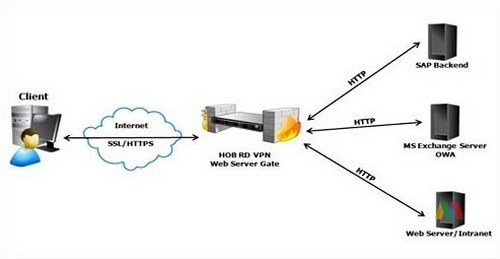 Client
Internet
SSL/HTTPS
HOB RD VPN
Web Server Gate
HTTP
SAP Backend
HTTP
MS Exchange Server
OWA
HTTP
Web Server/Intranet